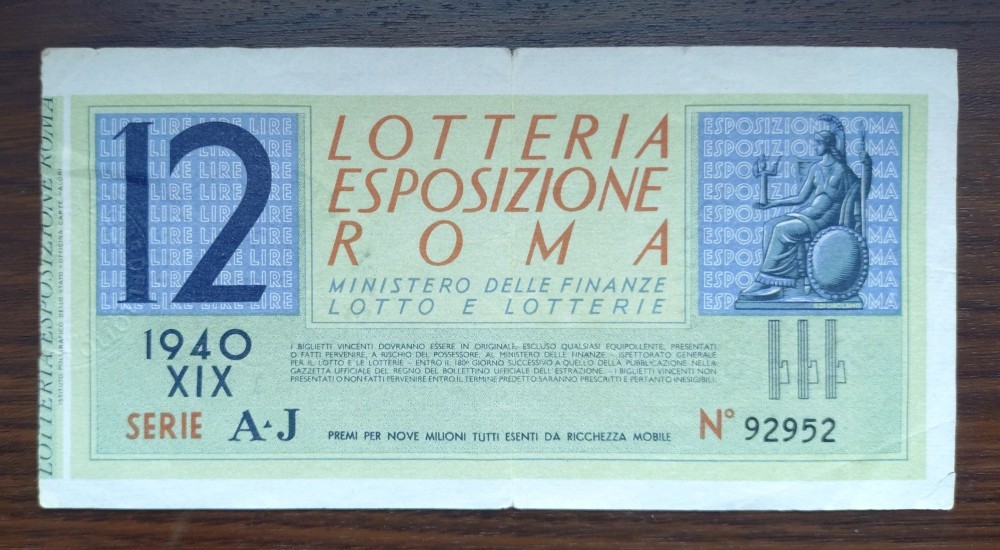 LOTTERIA ESPOSIZIONE ROMA
LIRE LIRE LIRE LIRE
12
LOTTERIA
ESPOSIZIONE
ROMA
MINISTERO DELLE FINANZE
LOTTO E LOTTERIE
ESPOSIZIONE ROMA
1940
XIX
I BIGLIETTI VINCENTI DOVRANNO ESSERE IN ORIGINALE, ESCLUSO QUALSIASI EQUIPOLLENTE, PRESENTATI
O FATTI PERVENIRE, A RISCHIO DEL POSSESSORE, AL MINISTERO DELLE FINANZE - ISPETTORATO GENERALE
PER IL LOTTO E LE LOTTERIE - ENTRO IL 180º GIORNO SUCCESSIVO A QUELLO DELLA PUBBLICAZIONE NELLA
GAZZETTA UFFICIALE DEL REGNO DEL BOLLETTINO UFFICIALE DELL'ESTRAZIONE. - I BIGLIETTI VINCENTI NON
PRESENTATI O NON FATTI PERVENIRE ENTRO IL TERMINE PREDETTO SARANNO PRESCRITTI E PERTANTO INESIGIBILI.
SERIE A-J
PREMI PER NOVE MILIONI TUTTI ESENTI DA RICCHEZZA MOBILE
Nº 92952